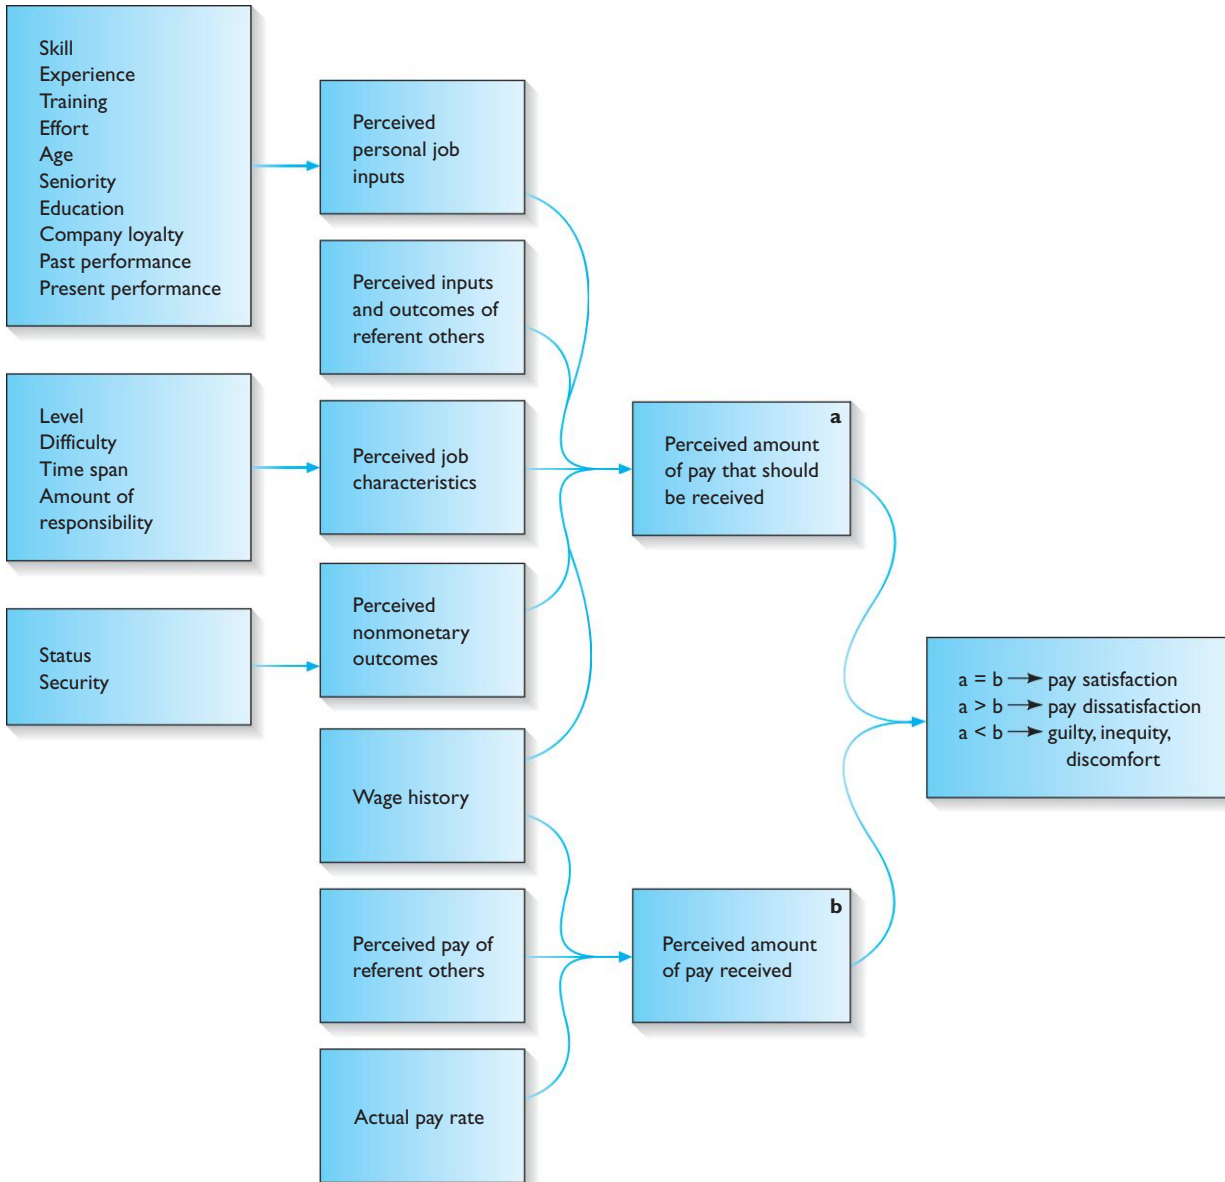 Skill
Experience
Training
Effort
Age
Seniority
Education
Company loyalty
Past performance
Present performance
Level
Difficulty
Time span
Amount of
responsibility
Status
Security
Perceived
personal job
inputs
Perceived inputs
and outcomes of
referent others
Perceived job
characteristics
Perceived
nonmonetary
outcomes
Wage history
Perceived pay of
referent others
Actual pay rate
a
Perceived amount
of pay that should
be received
b
Perceived amount
of pay received
a = b → pay satisfaction
a > b → pay dissatisfaction
a < b → guilty, inequity,
discomfort